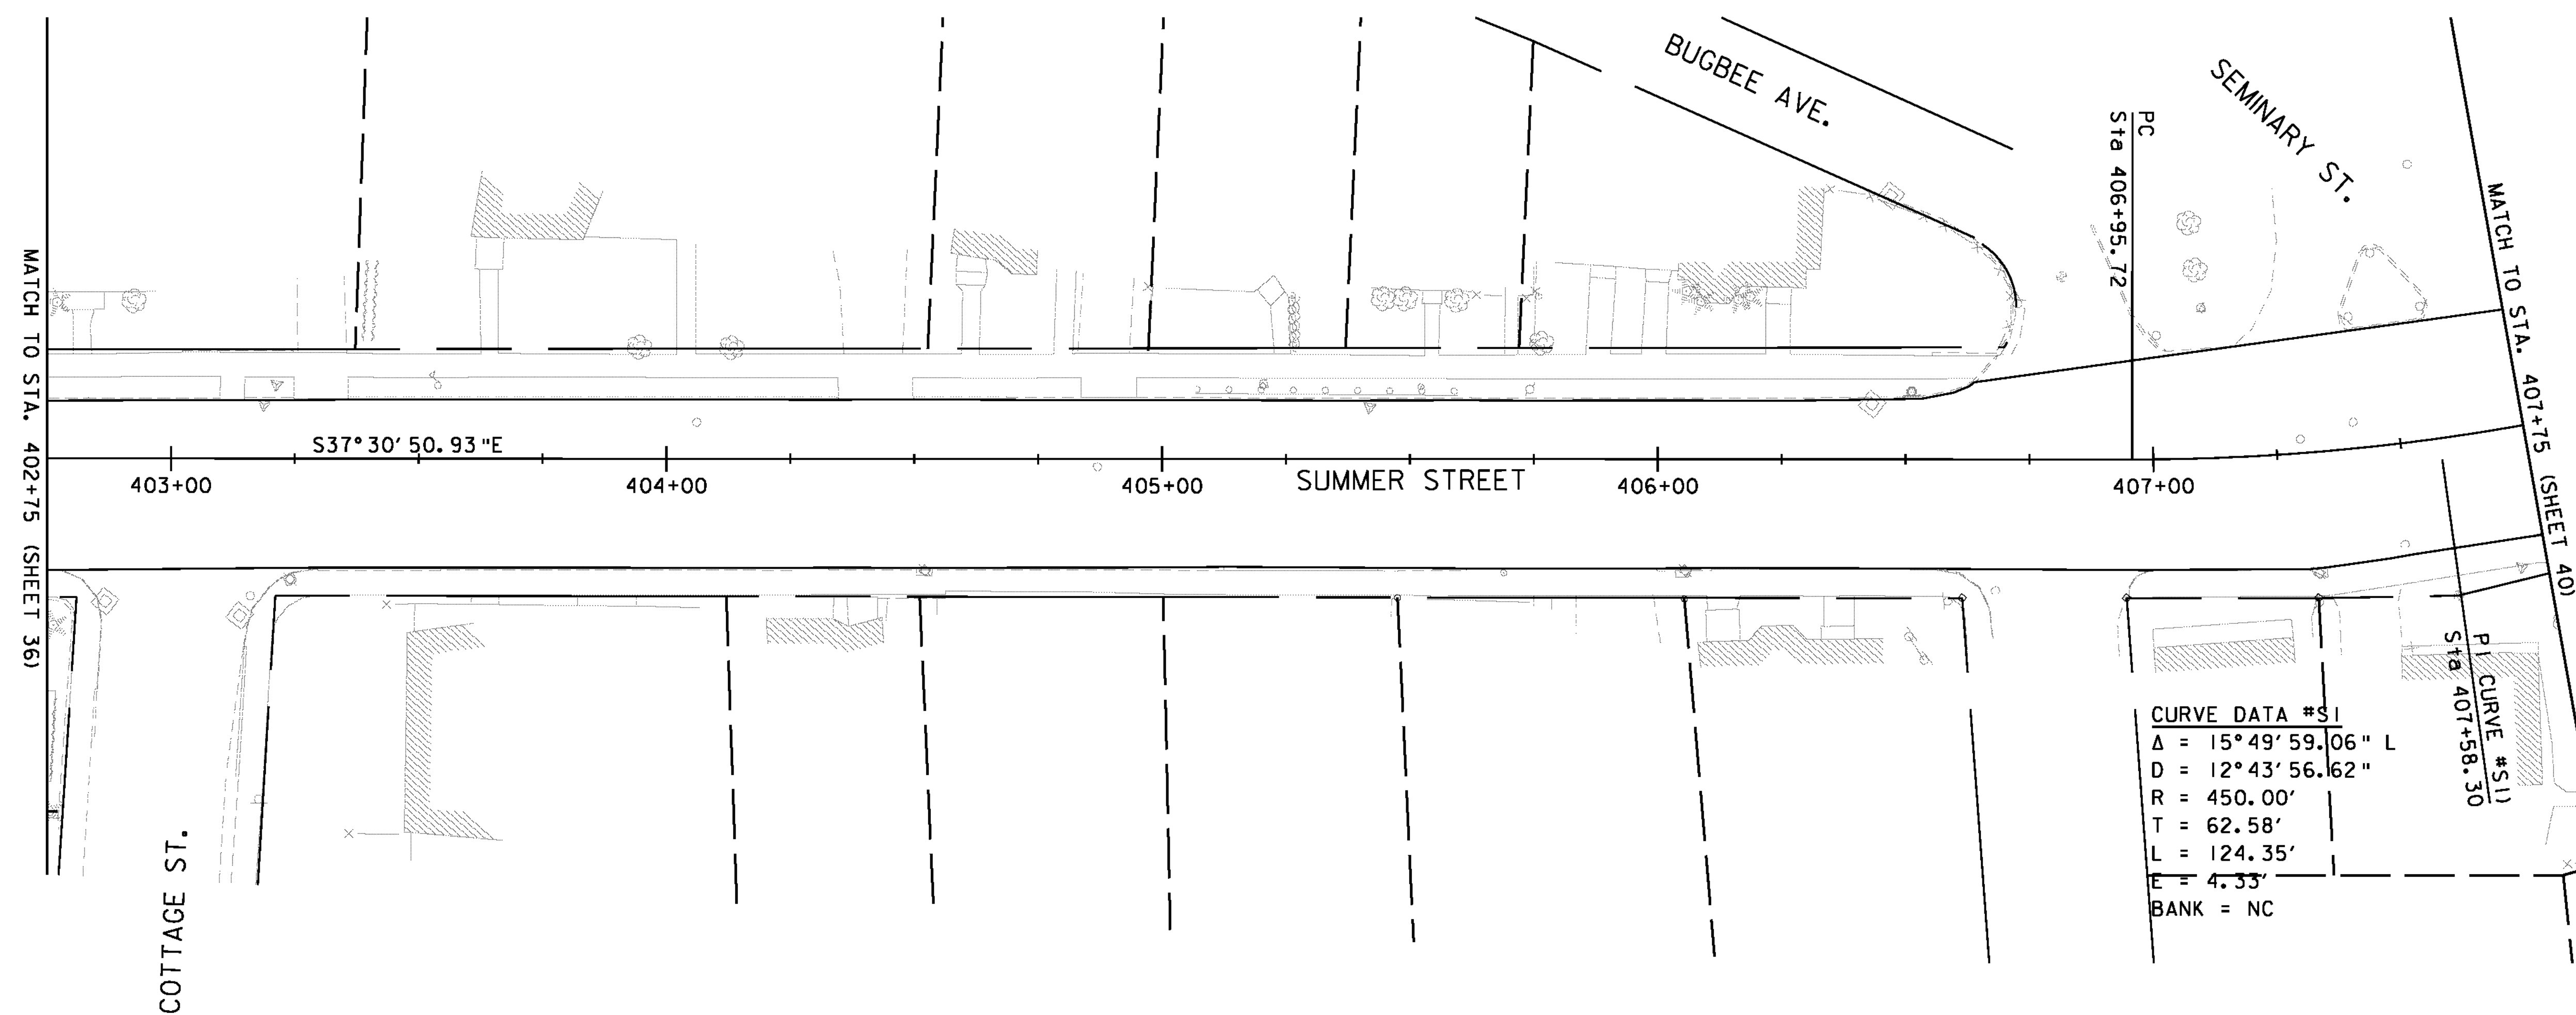 BUGBEE AVE.
SEMINARY ST.
PC
Sta 406+95.72
MATCH TO STA. 402+75 (SHEET 36)
MATCH TO STA. 407+75 (SHEET 40)
S37°30'50.93"E
403+00
404+00
405+00
SUMMER STREET
406+00
407+00
PI CURVE #S1)
Sta 407+58.30
COTTAGE ST.
CURVE DATA #S1
Δ = 15°49'59.06" L
D = 12°43'56.62"
R = 450.00'
T = 62.58'
L = 124.35'
E = 4.33'
BANK = NC